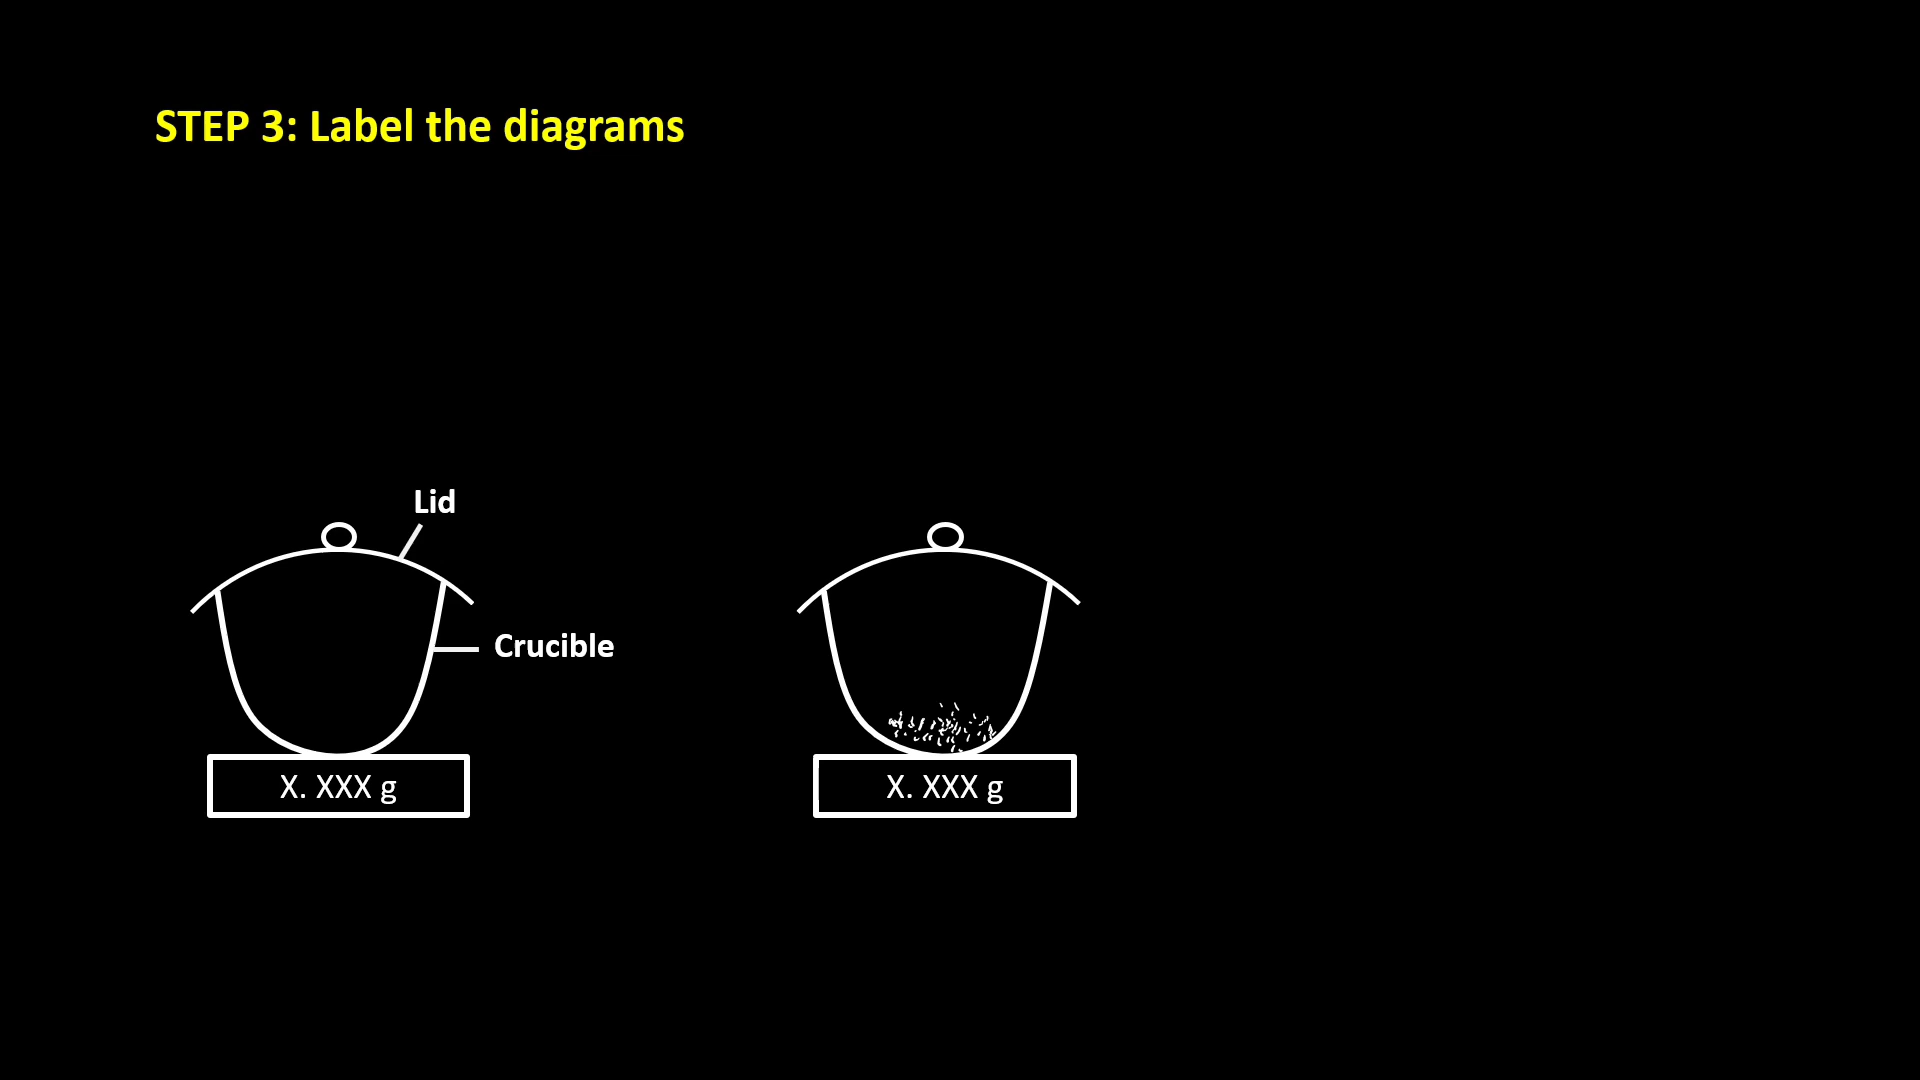 STEP 3: Label the diagrams
Lid
Crucible
X. XXX g
X. XXX g